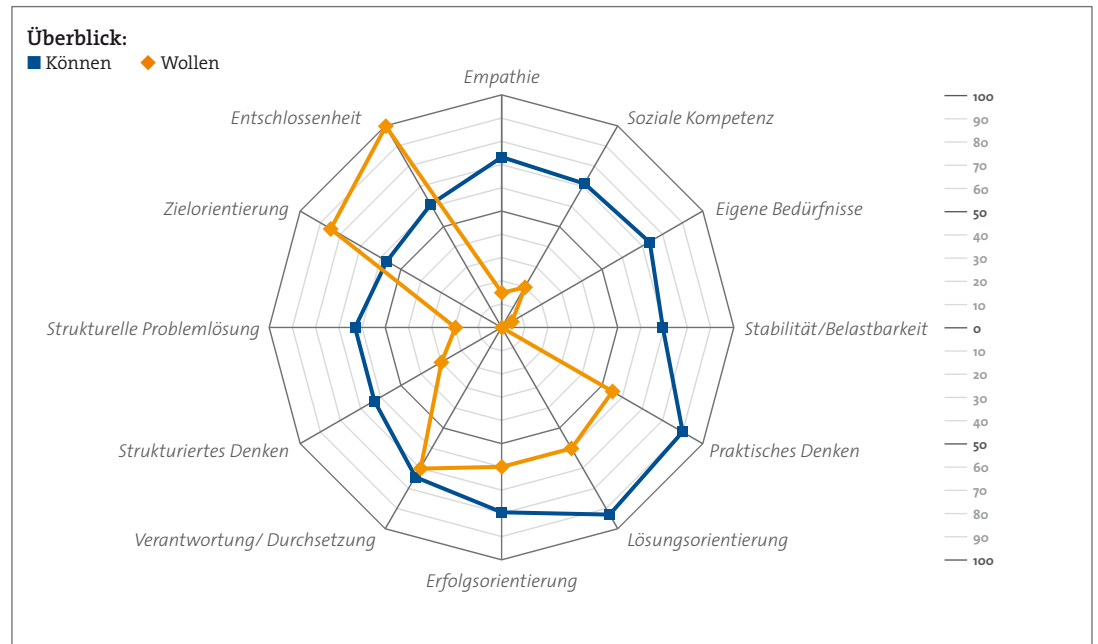 Überblick:
Können Wollen
Empathie
Soziale Kompetenz
Eigene Bedürfnisse
Stabilität/Belastbarkeit
Praktisches Denken
Lösungsorientierung
Erfolgsorientierung
Verantwortung/ Durchsetzung
Strukturiertes Denken
Strukturelle Problemlösung
Zielorientierung
Entschlossenheit
100
90
80
70
60
50
40
30
20
10
0
10
20
30
40
50
60
70
80
90
100